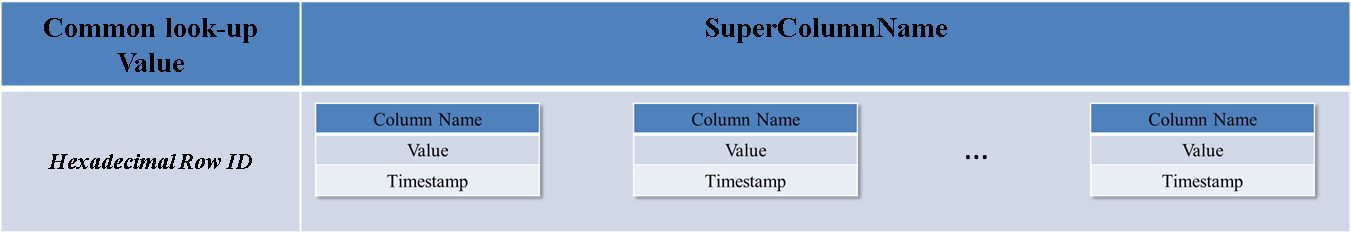 Common look-up
Value
SuperColumnName
Hexadecimal Row ID
Column Name
Value
Timestamp
Column Name
Value
Timestamp
...
Column Name
Value
Timestamp